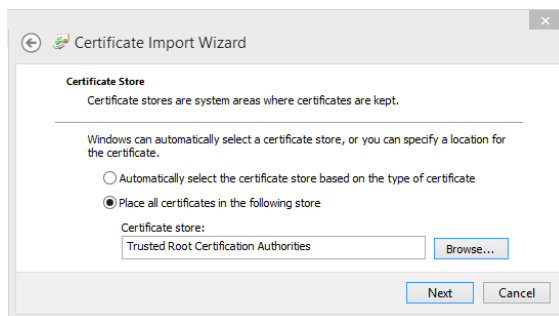 Certificate Import Wizard
Certificate Store
Certificate stores are system areas where certificates are kept.
Windows can automatically select a certificate store, or you can specify a location for
the certificate.
Automatically select the certificate store based on the type of certificate
Place all certificates in the following store
Certificate store:
Trusted Root Certification Authorities
Browse...
Next
Cancel